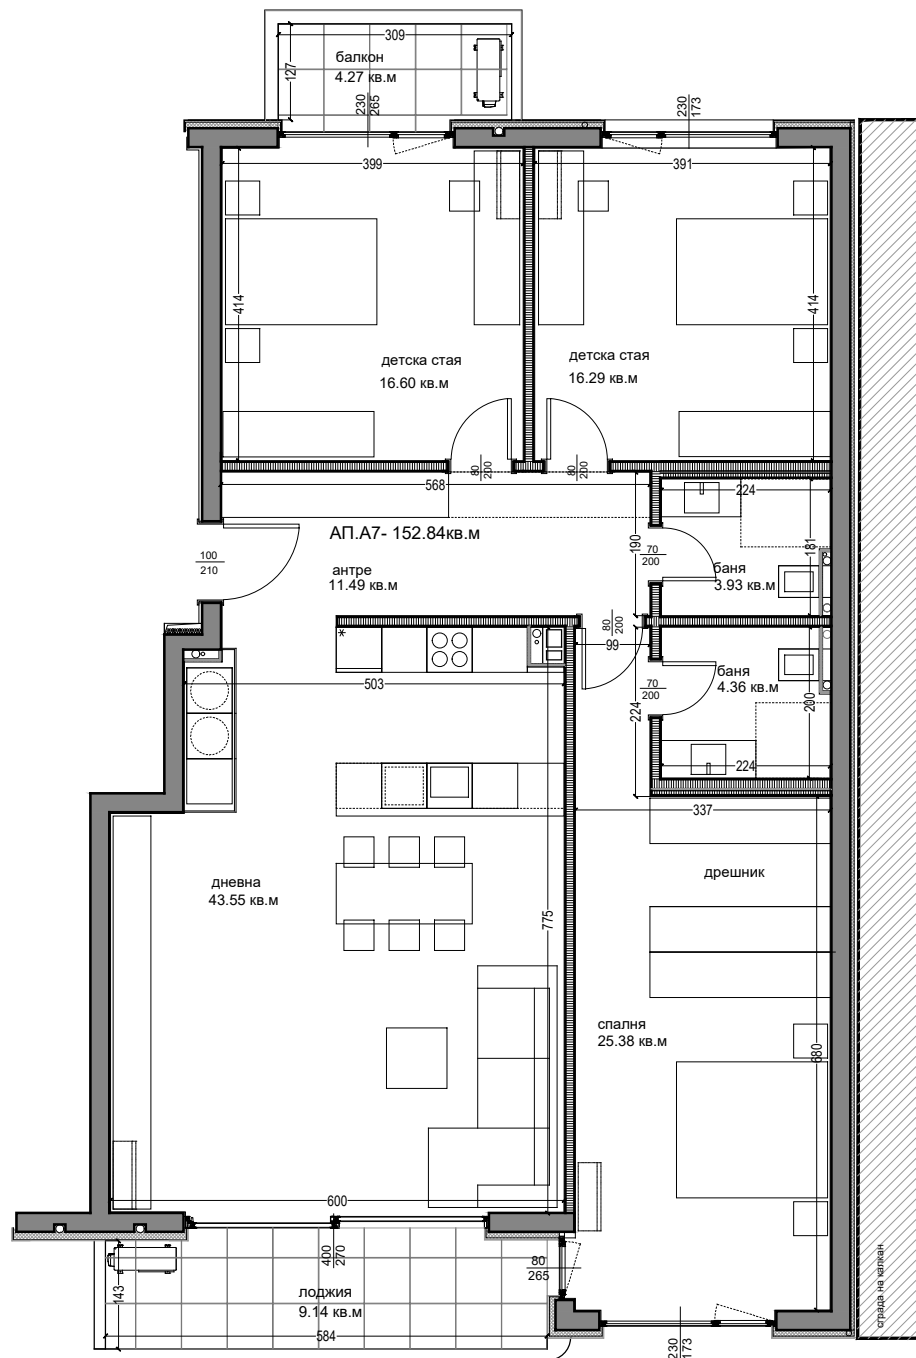 309
балкон
4.27 кв.м
127
230
265
230
173
399
391
414
414
детска стая
16.60 кв.м
детска стая
16.29 кв.м
80
200
80
200
568
224
АП.А7- 152.84кв.м
190
181
100
210
70
200
антре
11.49 кв.м
баня
3.93 кв.м
80
200
*
99
503
70
200
баня
4.36 кв.м
224
200
224
337
дневна
43.55 кв.м
дрешник
775
спалня
25.38 кв.м
680
600
400
270
80
265
143
лоджия
9.14 кв.м
584
230
173
сграда на калкан